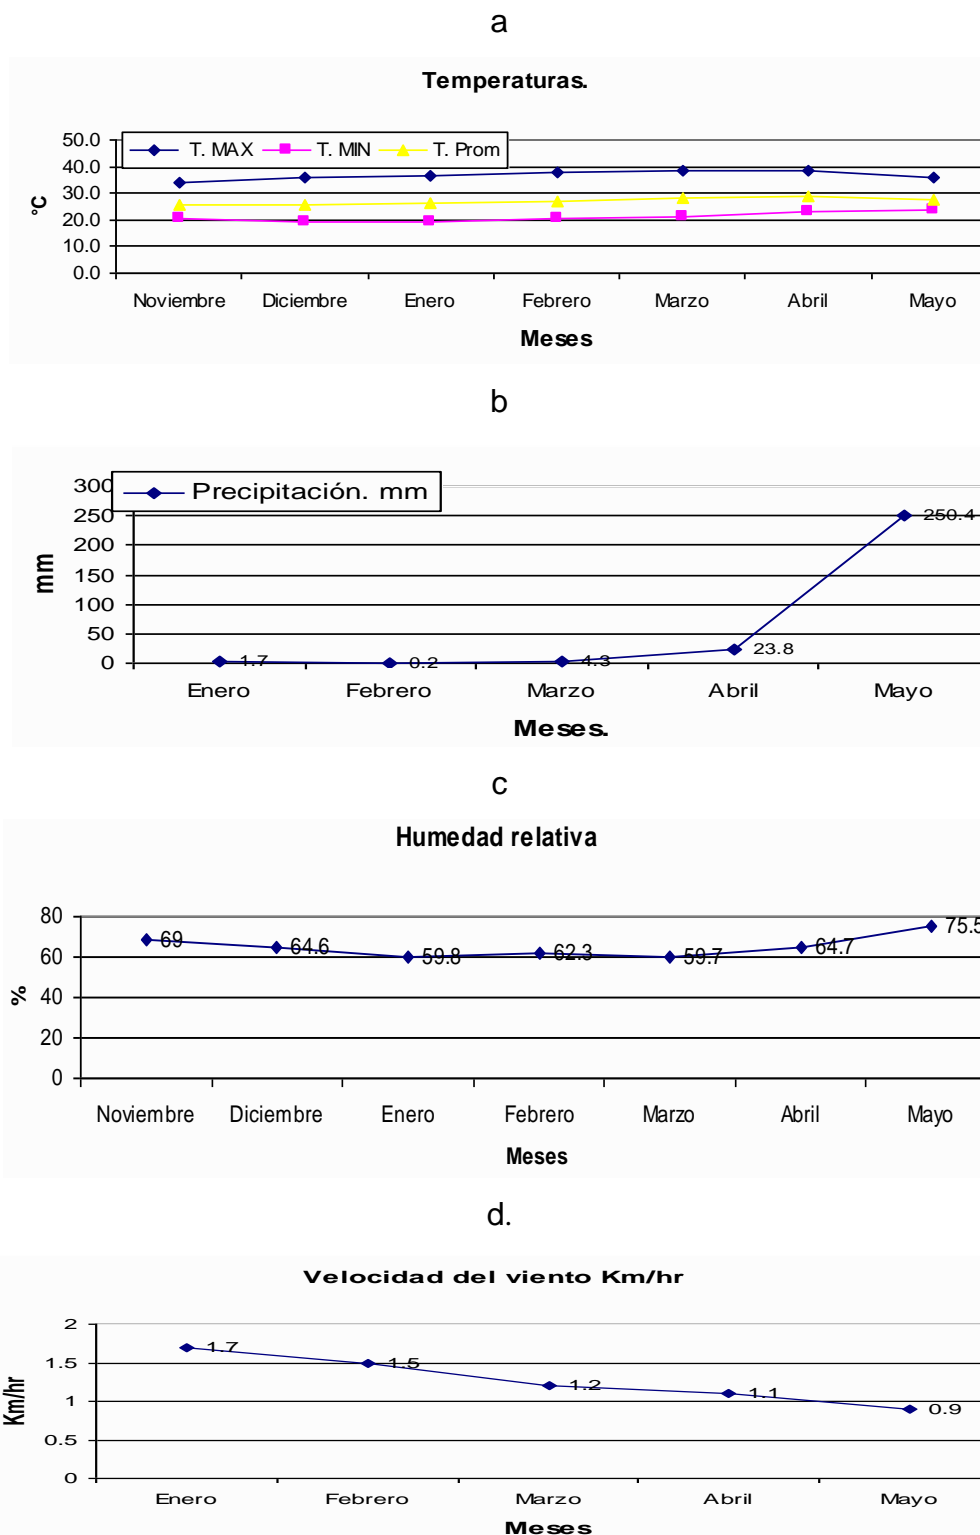 a
Temperaturas.
T. MAX T. MIN T. Prom
50.0
40.0
30.0
20.0
10.0
0.0
°C
Noviembre Diciembre Enero Febrero Marzo Abril Mayo
Meses
b
Precipitación. mm
300
250
200
150
100
50
0
mm
1.7 0.2 4.3 23.8 250.4
Enero Febrero Marzo Abril Mayo
Meses.
c
Humedad relativa
80
60
40
20
0
%
69 64.6 59.8 62.3 59.7 64.7 75.5
Noviembre Diciembre Enero Febrero Marzo Abril Mayo
Meses
d.
Velocidad del viento Km/hr
2
1.5
1
0.5
0
Km/hr
1.7 1.5 1.2 1.1 0.9
Enero Febrero Marzo Abril Mayo
Meses